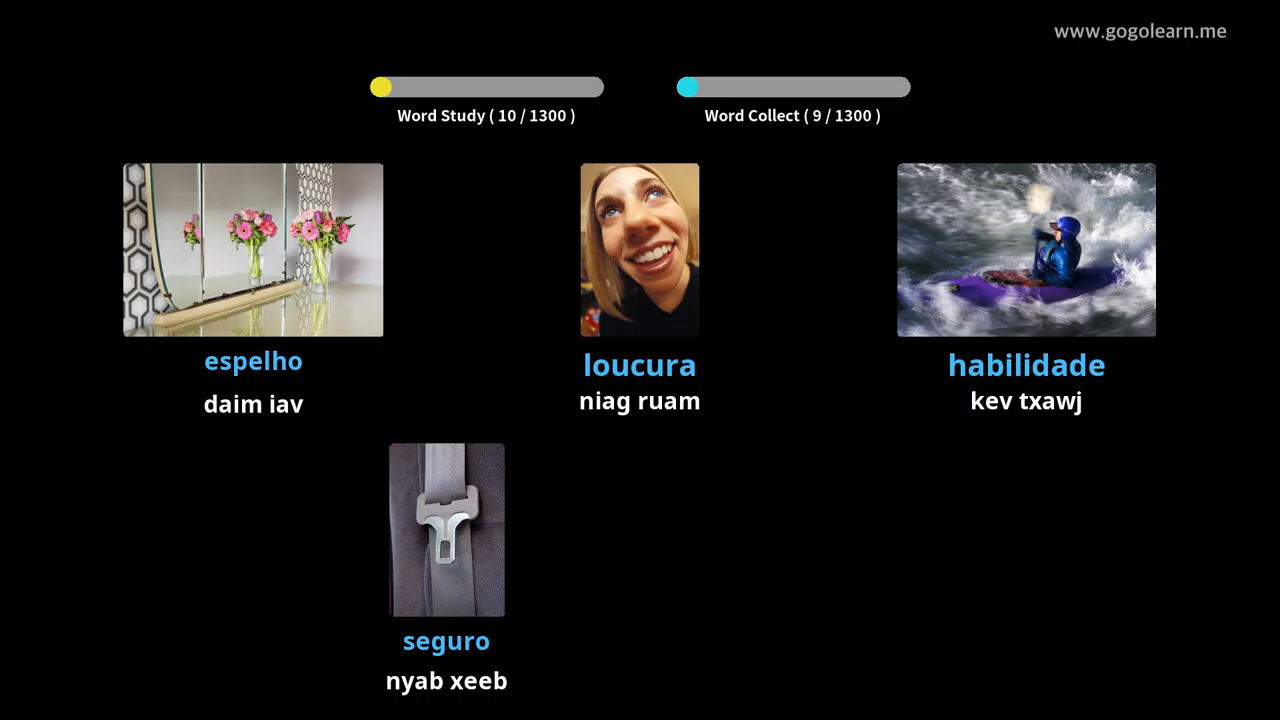 www.gogolearn.me
Word Study ( 10 / 1300 )
Word Collect ( 9 / 1300 )
espelho
daim iav
loucura
niag ruam
habilidade
kev txawj
seguro
nyab xeeb